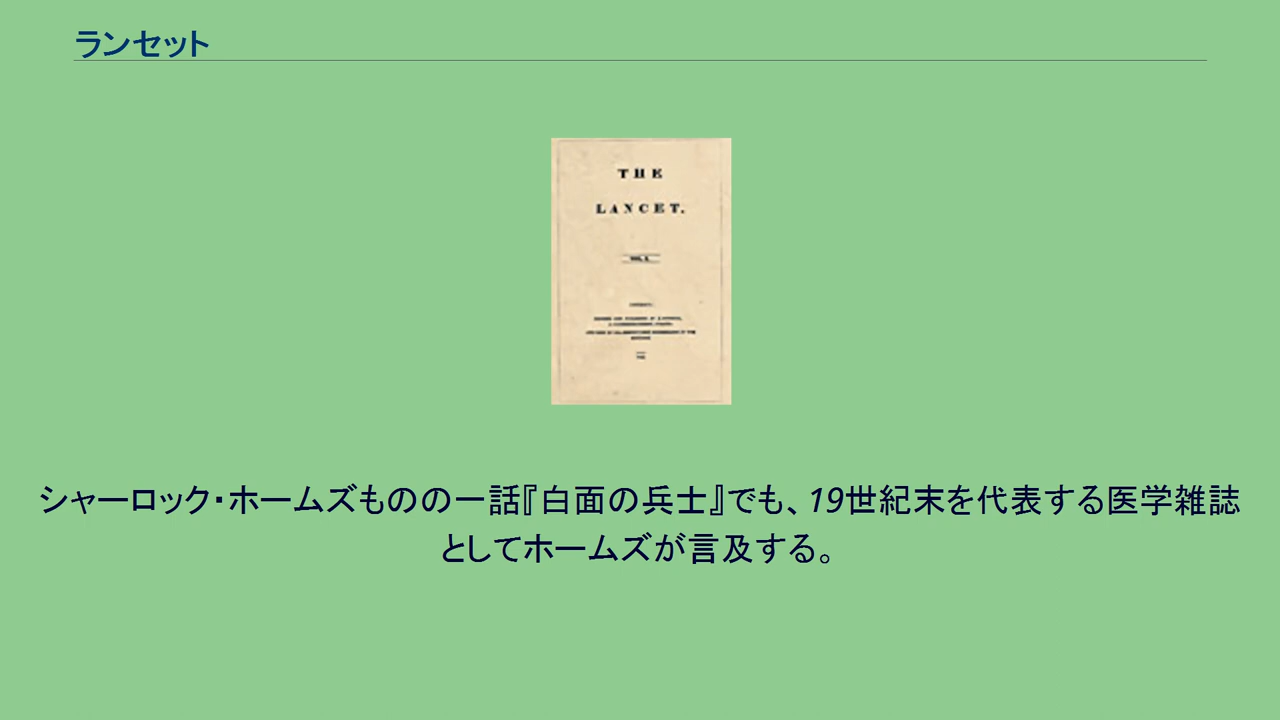 ランセット
THE
LANCET.
シャーロック・ホームズものの一話『白面の兵士』でも、19世紀末を代表する医学雑誌
としてホームズが言及する。